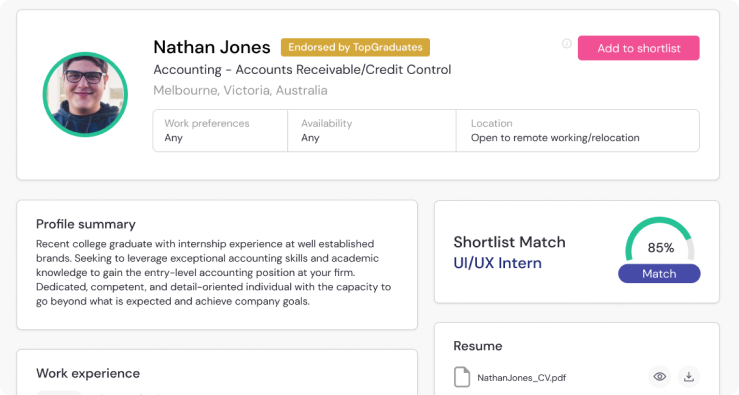 Nathan Jones Endorsed by TopGraduates
Add to shortlist
Accounting - Accounts Receivable/Credit Control
Melbourne, Victoria, Australia
Work preferences
Any
Availability
Any
Location
Open to remote working/relocation
Profile summary
Recent college graduate with internship experience at well established
brands. Seeking to leverage exceptional accounting skills and academic
knowledge to gain the entry-level accounting position at your firm.
Dedicated, competent, and detail-oriented individual with the capacity to
go beyond what is expected and achieve company goals.
Shortlist Match
UI/UX Intern
85%
Match
Work experience
Resume
NathanJones_CV.pdf